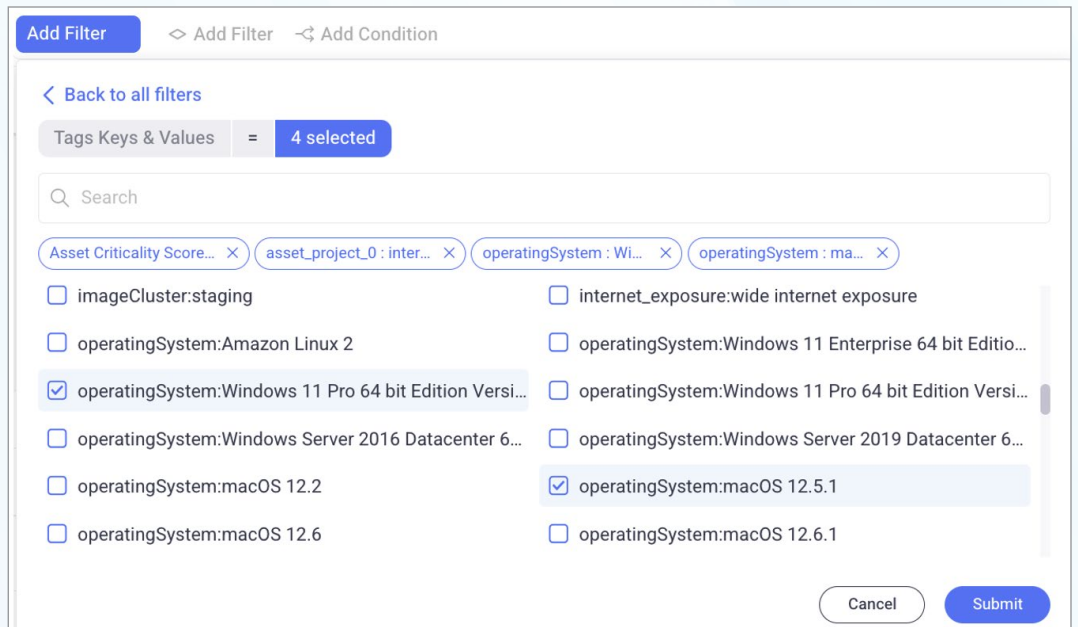 Add Filter <> Add Filter Add Condition
Back to all filters
Tags Keys & Values = 4 selected
Search
Asset Criticality Score... asset_project_0 : inter... operatingSystem : Wi... operatingSystem : ma...
imageCluster:staging internet_exposure:wide internet exposure
operatingSystem:Amazon Linux 2 operatingSystem:Windows 11 Enterprise 64 bit Editio...
operatingSystem:Windows 11 Pro 64 bit Edition Versi... operatingSystem:Windows 11 Pro 64 bit Edition Versi...
operatingSystem:Windows Server 2016 Datacenter 6... operatingSystem:Windows Server 2019 Datacenter 6...
operatingSystem:macOS 12.2 operatingSystem:macOS 12.5.1
operatingSystem:macOS 12.6 operatingSystem:macOS 12.6.1
Cancel Submit